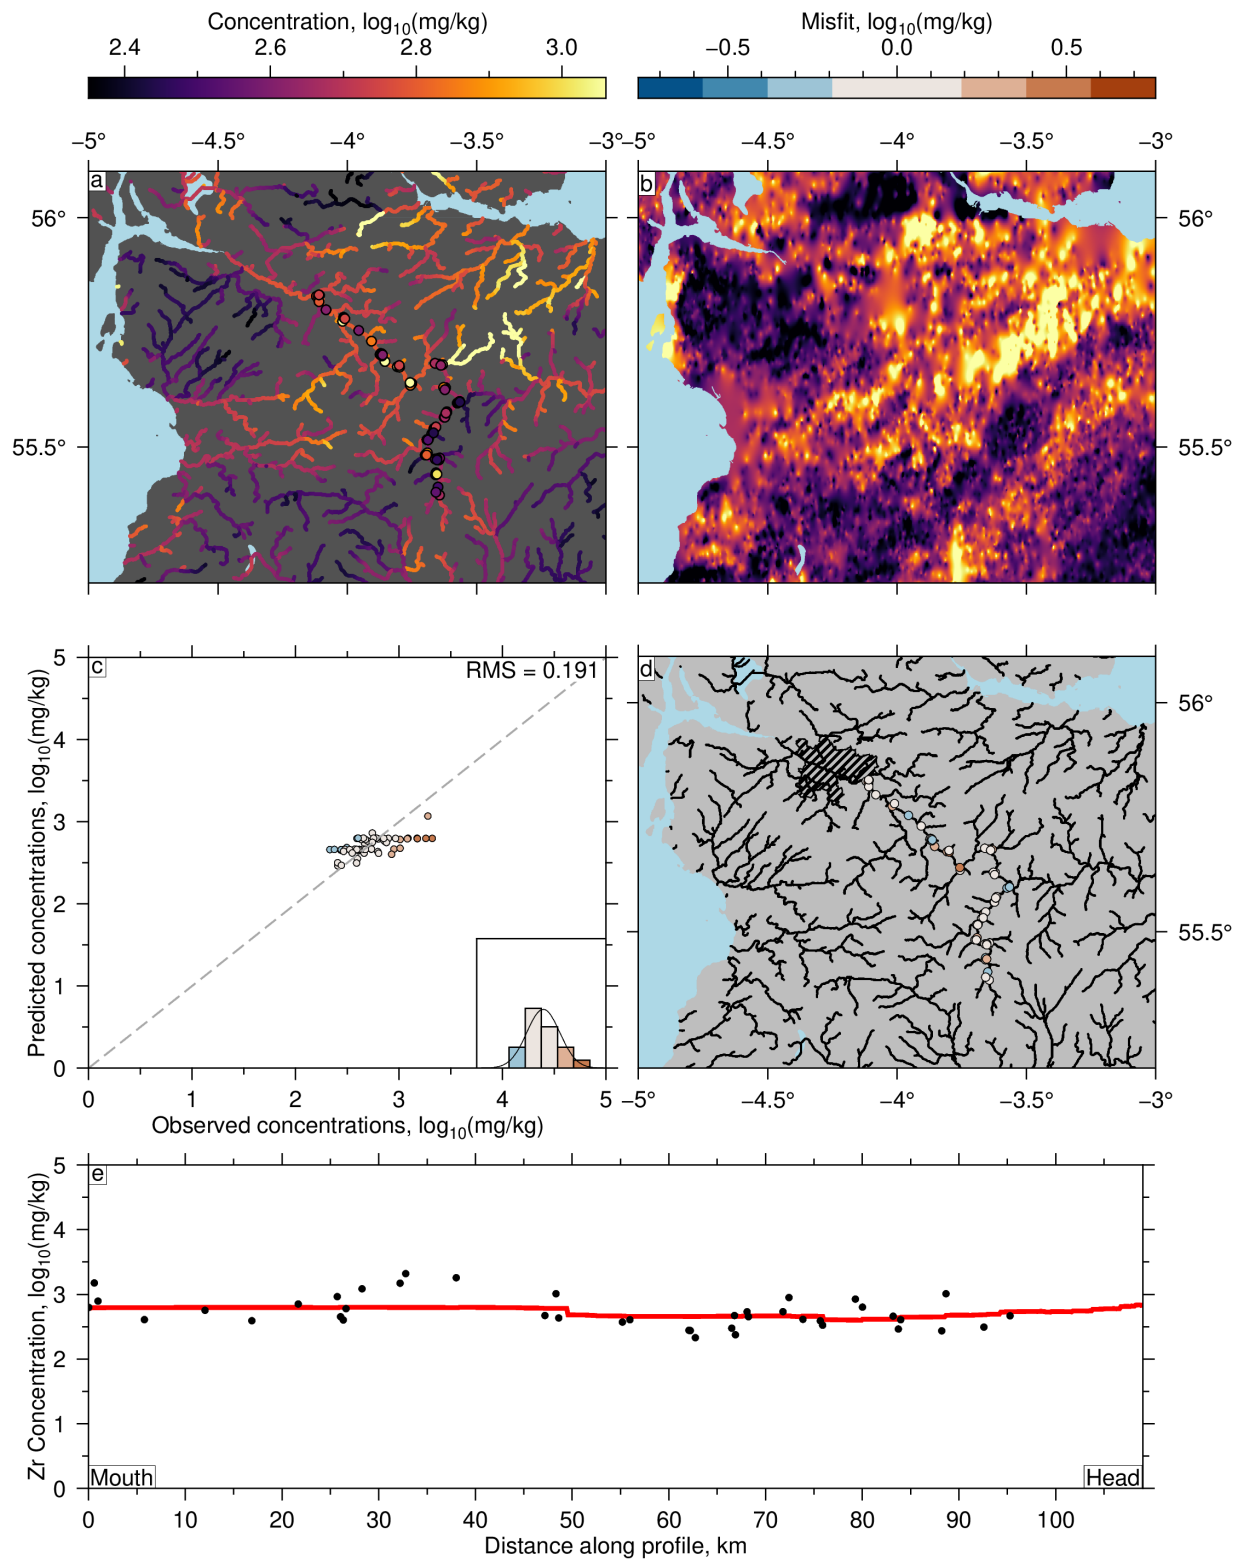 Concentration, log10(mg/kg)
Misfit, log10(mg/kg)
2.4 2.6 2.8 3.0
−0.5 0.0 0.5
−5° −4.5° −4° −3.5° −3°
−5° −4.5° −4° −3.5° −3°
a
b
56°
56°
55.5°
55.5°
5
4
3
2
1
0
Predicted concentrations, log10(mg/kg)
c
RMS = 0.191
0 1 2 3 4 5
Observed concentrations, log10(mg/kg)
d
56°
55.5°
−5° −4.5° −4° −3.5° −3°
5
4
3
2
1
0
Zr Concentration, log10(mg/kg)
e
Mouth
Head
0 10 20 30 40 50 60 70 80 90 100
Distance along profile, km